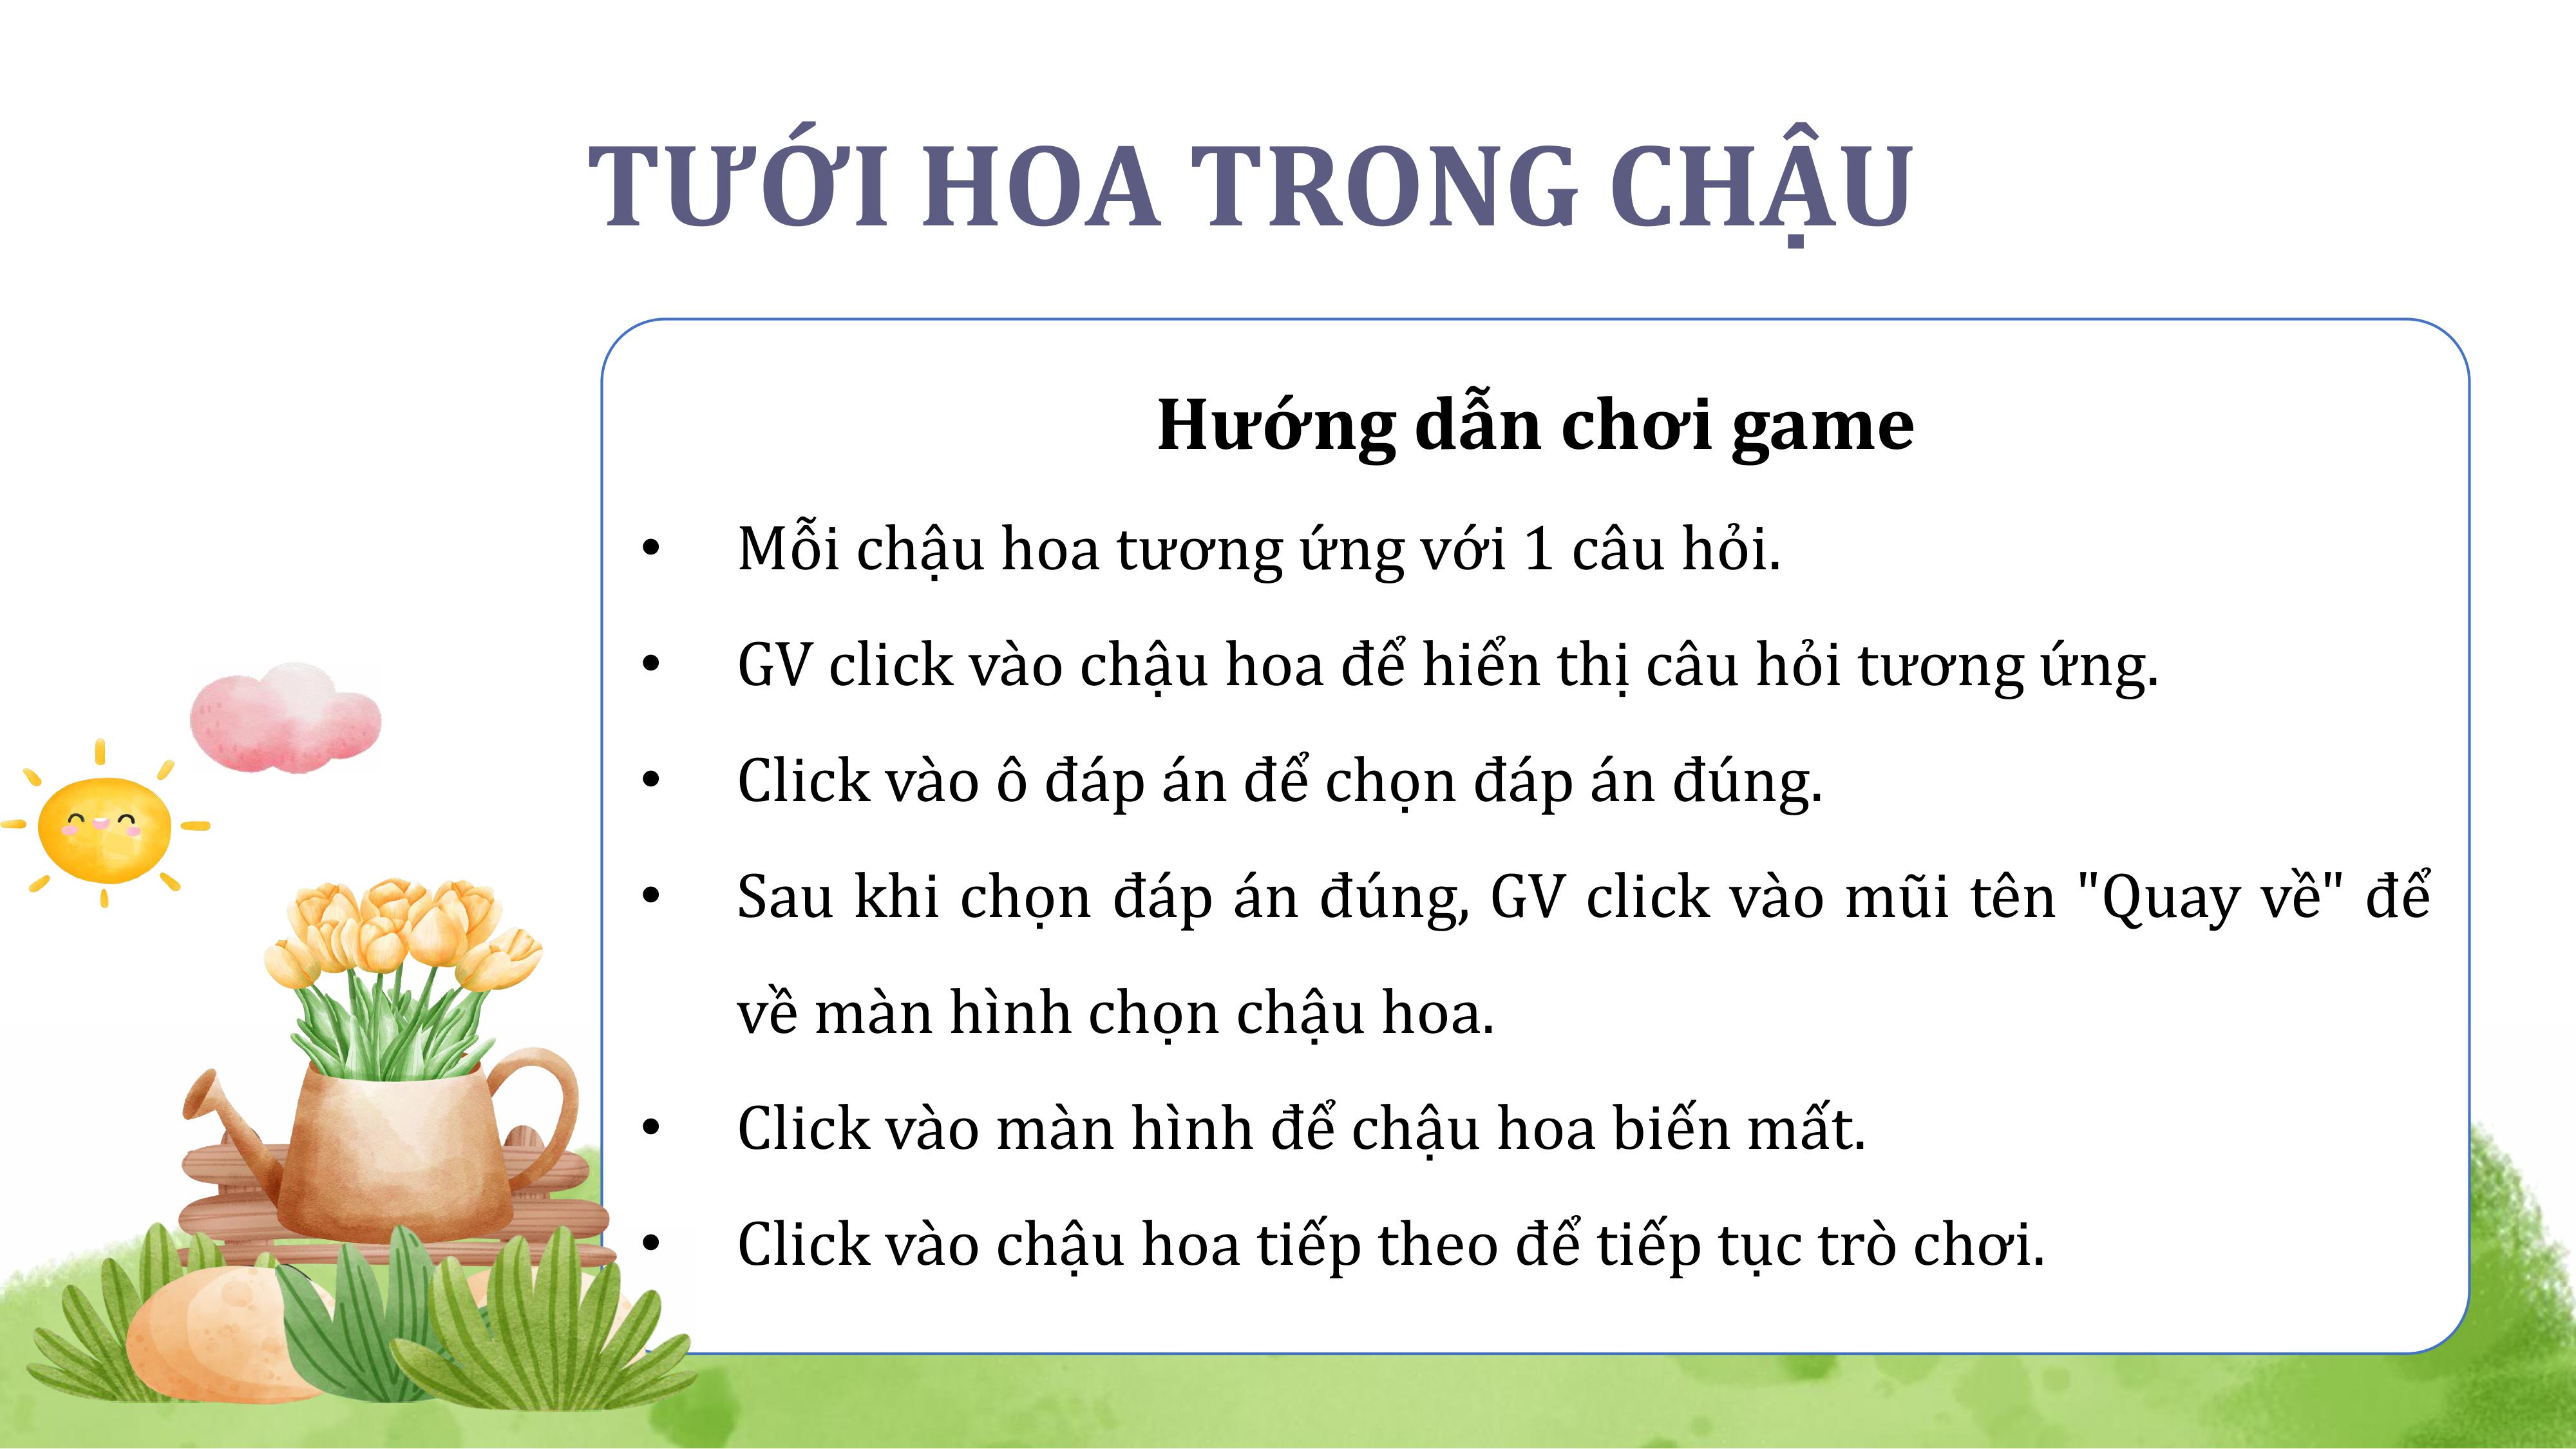 TƯỚI HOA TRONG CHẬU
Hướng dẫn chơi game
• Mỗi chậu hoa tương ứng với 1 câu hỏi.
• GV click vào chậu hoa để hiển thị câu hỏi tương ứng.
• Click vào ô đáp án để chọn đáp án đúng.
• Sau khi chọn đáp án đúng, GV click vào mũi tên "Quay về" để
về màn hình chọn chậu hoa.
• Click vào màn hình để chậu hoa biến mất.
• Click vào chậu hoa tiếp theo để tiếp tục trò chơi.